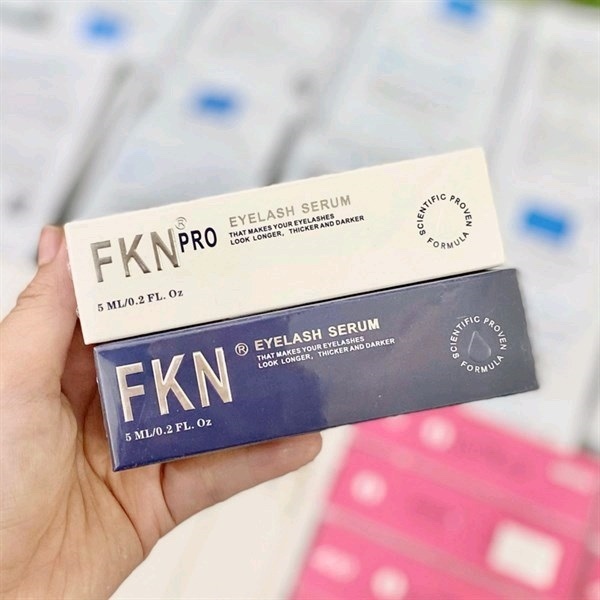 FKN® PRO
EYELASH SERUM
THAT MAKES YOUR EYELASHES
LOOK LONGER, THICKER AND DARKER
5 ML/0.2 FL. Oz
SCIENTIFIC PROVEN
FORMULA
FKN®
EYELASH SERUM
THAT MAKES YOUR EYELASHES
LOOK LONGER, THICKER AND DARKER
5 ML/0.2 FL. Oz
SCIENTIFIC PROVEN
FORMULA